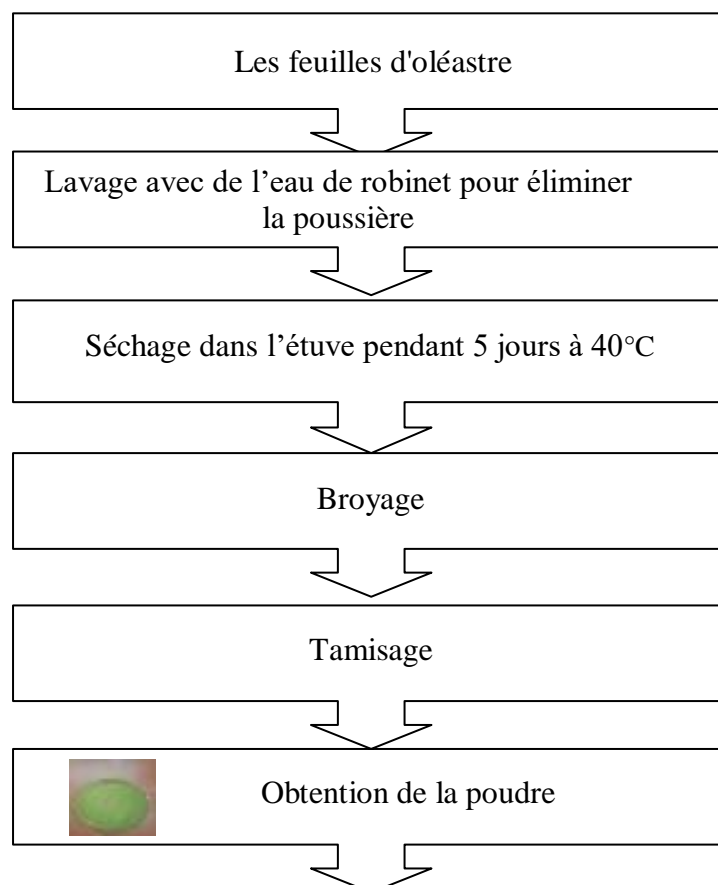 Les feuilles d'oléastre
Lavage avec de l’eau de robinet pour éliminer
la poussière
Séchage dans l’étuve pendant 5 jours à 40°C
Broyage
Tamisage
Obtention de la poudre